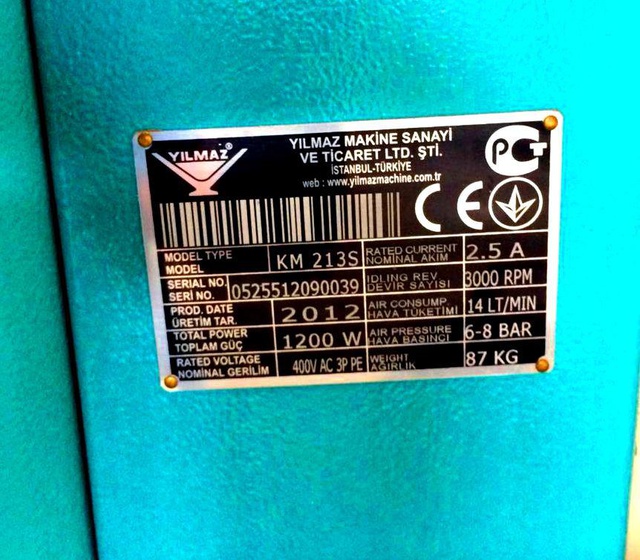 YILMAZ®
YILMAZ MAKİNE SANAYİ
VE TİCARET LTD. ŞTİ.
İSTANBUL-TÜRKİYE
web : www.yilmazmachine.com.tr
PCT
CE
MODEL TYPE
MODEL
KM 213S
RATED CURRENT
NOMINAL AKIM
2.5 A
SERIAL NO.
SERİ NO.
0525512090039
IDLING REV.
DEVIR SAYISI
3000 RPM
PROD. DATE
ÜRETİM TAR.
2012
AIR CONSUMP.
HAVA TÜKETİMİ
14 LT/MIN
TOTAL POWER
TOPLAM GÜÇ
1200 W
AIR PRESSURE
HAVA BASINCI
6-8 BAR
RATED VOLTAGE
NOMİNAL GERİLİM
400V AC 3P PE
WEIGHT
AĞIRLIK
87 KG